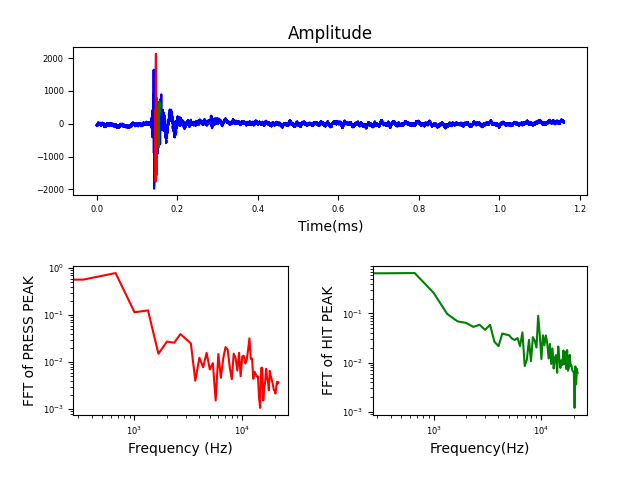 Amplitude
2000
1000
0
−1000
−2000
0.0 0.2 0.4 0.6 0.8 1.0 1.2
Time(ms)
FFT of PRESS PEAK
10⁰
10⁻¹
10⁻²
10⁻³
10³ 10⁴
Frequency (Hz)
FFT of HIT PEAK
10⁻¹
10⁻²
10⁻³
10³ 10⁴
Frequency(Hz)